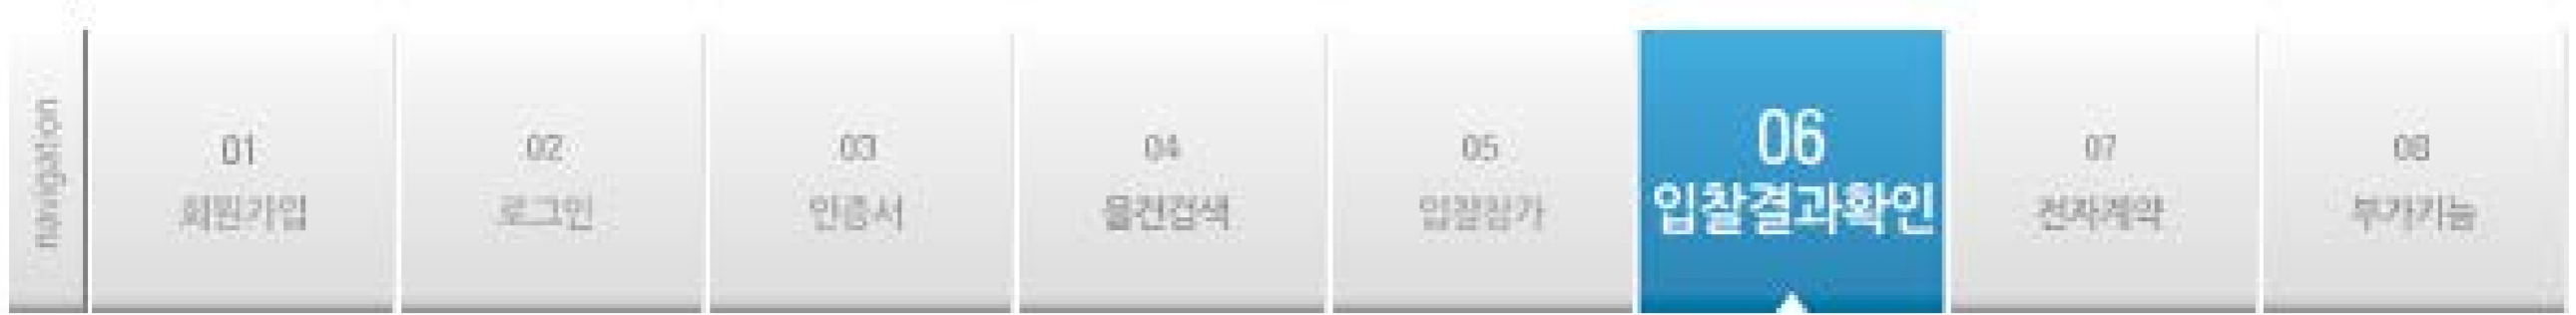 navigation
01
회원가입
02
로그인
03
인증서
04
물건검색
05
입찰참가
06
입찰결과확인
07
전자계약
08
부가기능